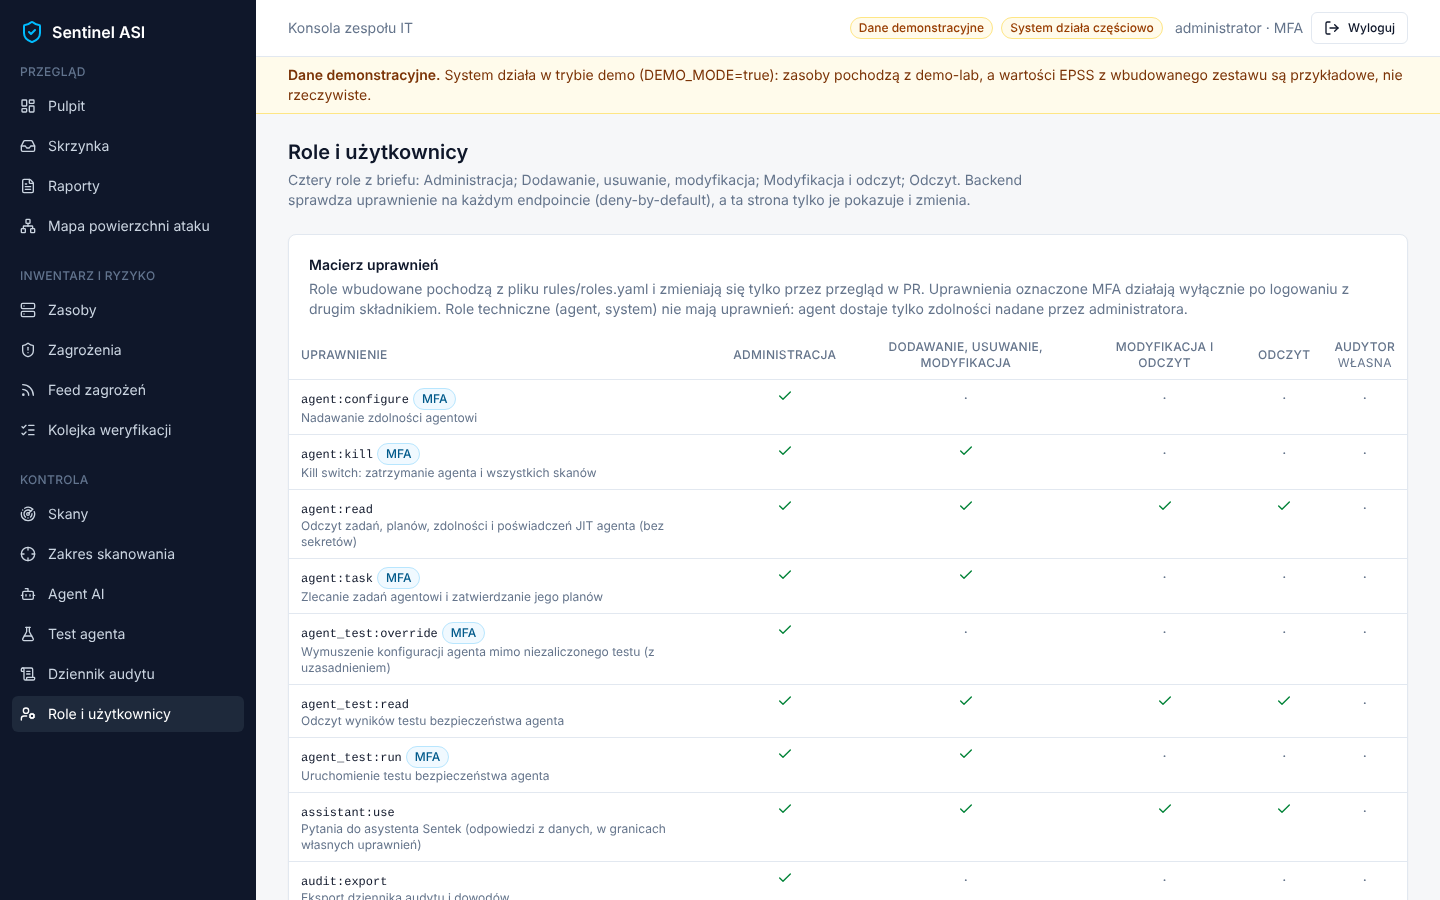 Sentinel ASI
PRZEGLĄD
Pulpit
Skrzynka
Raporty
Mapa powierzchni ataku
INWENTARZ I RYZYKO
Zasoby
Zagrożenia
Feed zagrożeń
Kolejka weryfikacji
KONTROLA
Skany
Zakres skanowania
Agent AI
Test agenta
Dziennik audytu
Role i użytkownicy
Konsola zespołu IT
Dane demonstracyjne
System działa częściowo
administrator · MFA
Wyloguj
Dane demonstracyjne. System działa w trybie demo (DEMO_MODE=true): zasoby pochodzą z demo-lab, a wartości EPSS z wbudowanego zestawu są przykładowe, nie
rzeczywiste.
Role i użytkownicy
Cztery role z briefu: Administracja; Dodawanie, usuwanie, modyfikacja; Modyfikacja i odczyt; Odczyt. Backend
sprawdza uprawnienie na każdym endpoincie (deny-by-default), a ta strona tylko je pokazuje i zmienia.
Macierz uprawnień
Role wbudowane pochodzą z pliku rules/roles.yaml i zmieniają się tylko przez przegląd w PR. Uprawnienia oznaczone MFA działają wyłącznie po logowaniu z
drugim składnikiem. Role techniczne (agent, system) nie mają uprawnień: agent dostaje tylko zdolności nadane przez administratora.
UPRAWNIENIE
ADMINISTRACJA
DODAWANIE, USUWANIE,
MODYFIKACJA
MODYFIKACJA I
ODCZYT
ODCZYT
AUDYTOR
WŁASNA
agent:configure MFA
Nadawanie zdolności agentowi
agent:kill MFA
Kill switch: zatrzymanie agenta i wszystkich skanów
agent:read
Odczyt zadań, planów, zdolności i poświadczeń JIT agenta (bez
sekretów)
agent:task MFA
Zlecanie zadań agentowi i zatwierdzanie jego planów
agent_test:override MFA
Wymuszenie konfiguracji agenta mimo niezaliczonego testu (z
uzasadnieniem)
agent_test:read
Odczyt wyników testu bezpieczeństwa agenta
agent_test:run MFA
Uruchomienie testu bezpieczeństwa agenta
assistant:use
Pytania do asystenta Sentek (odpowiedzi z danych, w granicach
własnych uprawnień)
audit:export
Eksport dziennika audytu i dowodów